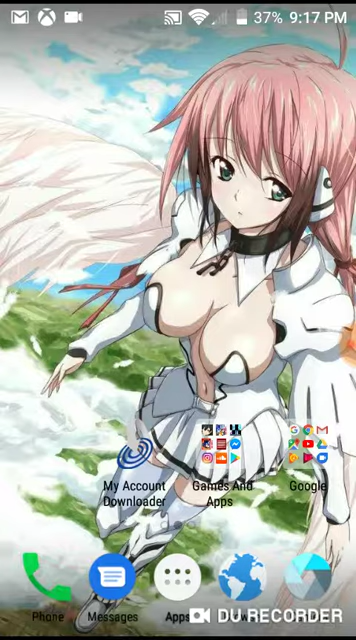 37% 9:17 PM
My Account Downloader
Games And Apps
Google
Phone
Messages
Apps
DU RECORDER